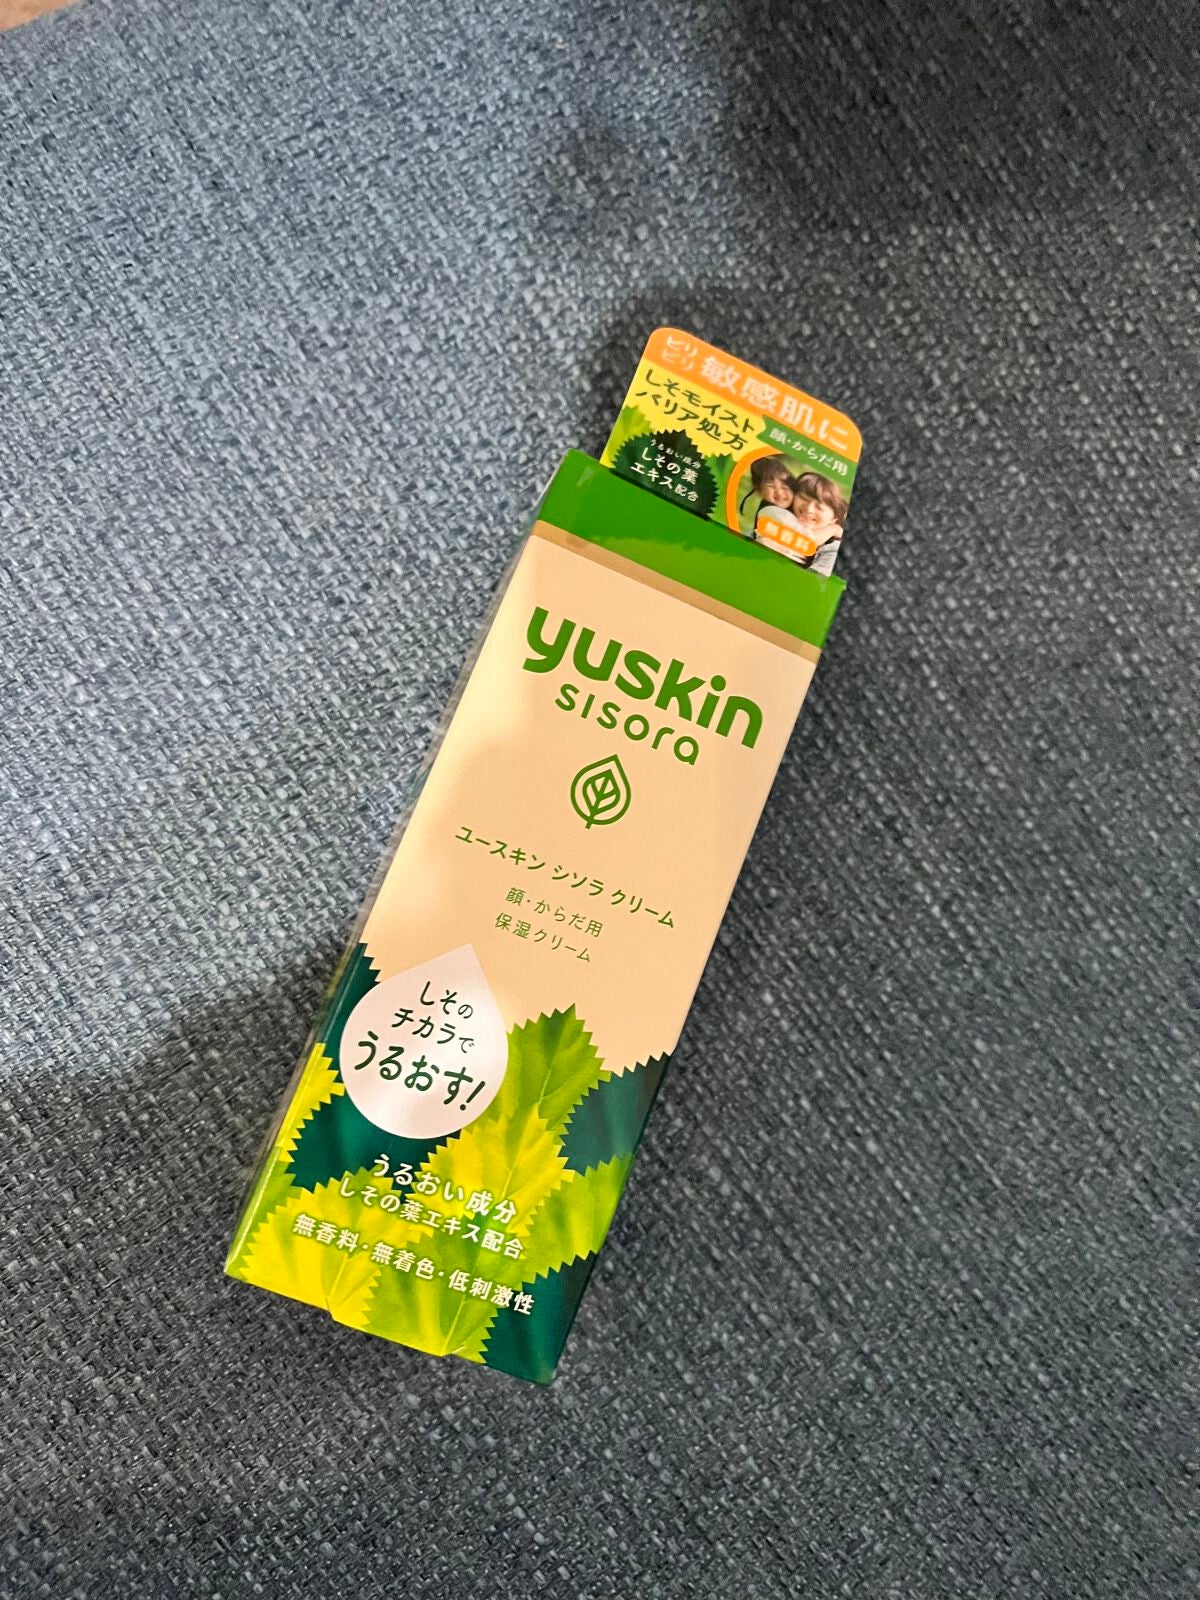 ピリ
ピリ
敏感肌に
しそモイスト
バリア処方
顔・からだ用
うるおい成分
しその葉
エキス配合
無香料
yuskin
sisora
ユースキン シソラ クリーム
顔・からだ用
保湿クリーム
しその
チカラで
うるおす!
うるおい成分
しその葉エキス配合
無香料・無着色・低刺激性